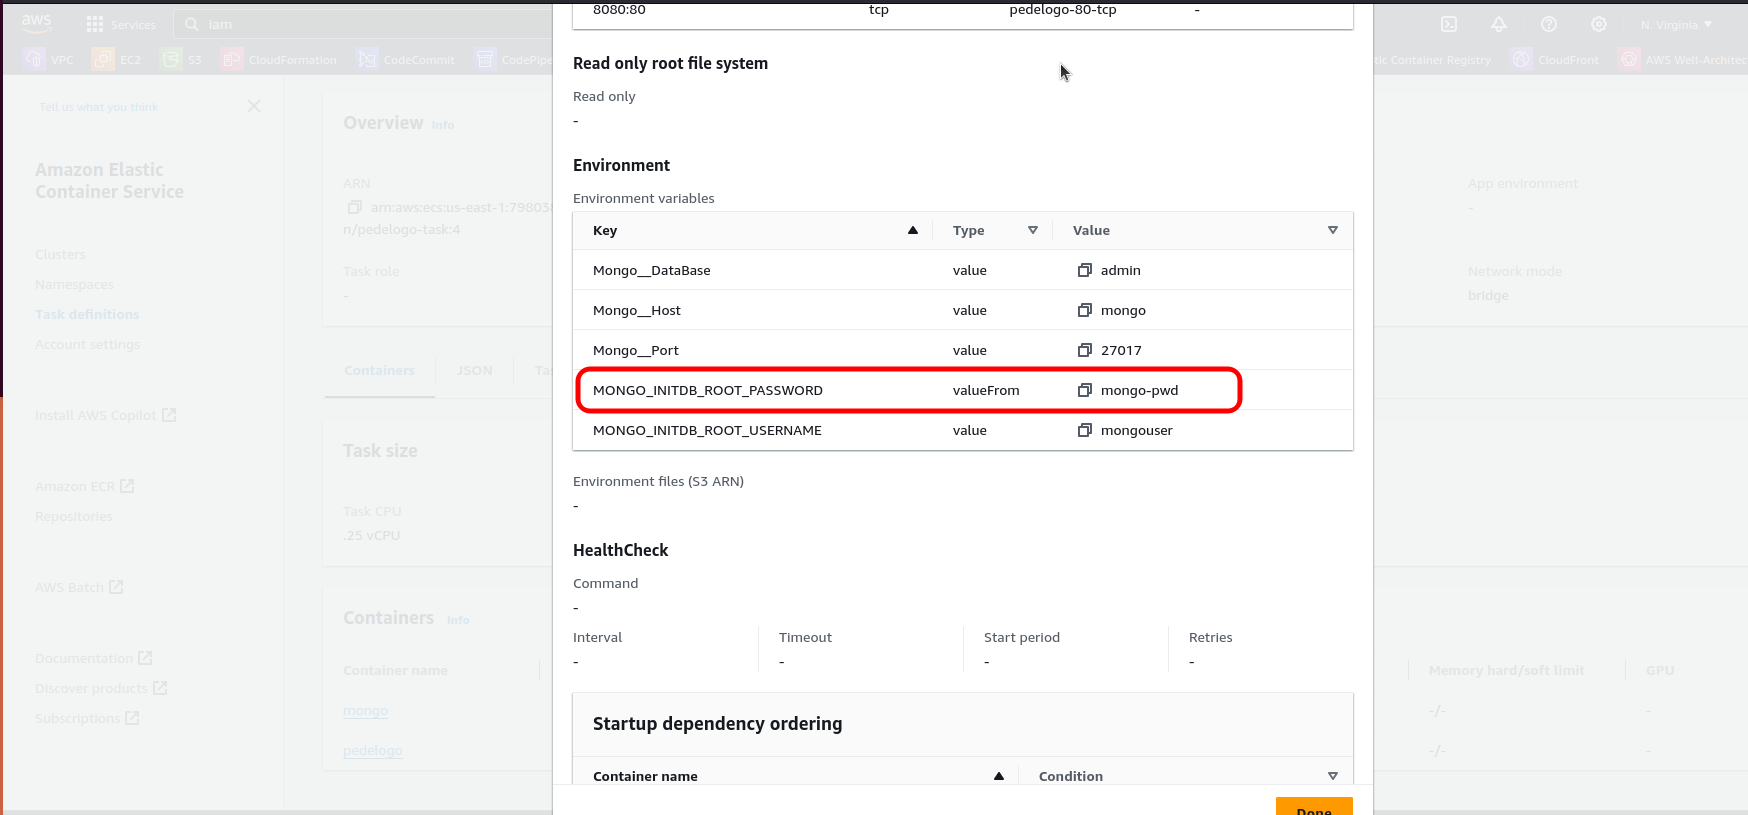 aws
Services
iam
N. Virginia
VPC
EC2
S3
CloudFormation
CodeCommit
CodePipe
tic Container Registry
CloudFront
AWS Well-Architec
Tell us what you think
Amazon Elastic
Container Service
Clusters
Namespaces
Task definitions
Account settings
Install AWS Copilot
Amazon ECR
Repositories
AWS Batch
Documentation
Discover products
Subscriptions
Overview Info
ARN
arn:aws:ecs:us-east-1:79803
n/pedelogo-task:4
Task role
-
App environment
-
Network mode
bridge
Containers
JSON
Tas
Task size
Task CPU
.25 vCPU
Containers Info
Container name
Memory hard/soft limit
GPU
mongo
-/-
-
pedelogo
-/-
-
8080:80
tcp
pedelogo-80-tcp
-
Read only root file system
Read only
-
Environment
Environment variables
Key
Type
Value
Mongo__DataBase
value
admin
Mongo__Host
value
mongo
Mongo__Port
value
27017
MONGO_INITDB_ROOT_PASSWORD
valueFrom
mongo-pwd
MONGO_INITDB_ROOT_USERNAME
value
mongouser
Environment files (S3 ARN)
-
HealthCheck
Command
-
Interval
-
Timeout
-
Start period
-
Retries
-
Startup dependency ordering
Container name
Condition
Done